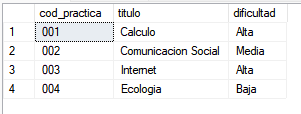 cod_practica titulo dificultad
1 001 Calculo Alta
2 002 Comunicacion Social Media
3 003 Internet Alta
4 004 Ecologia Baja